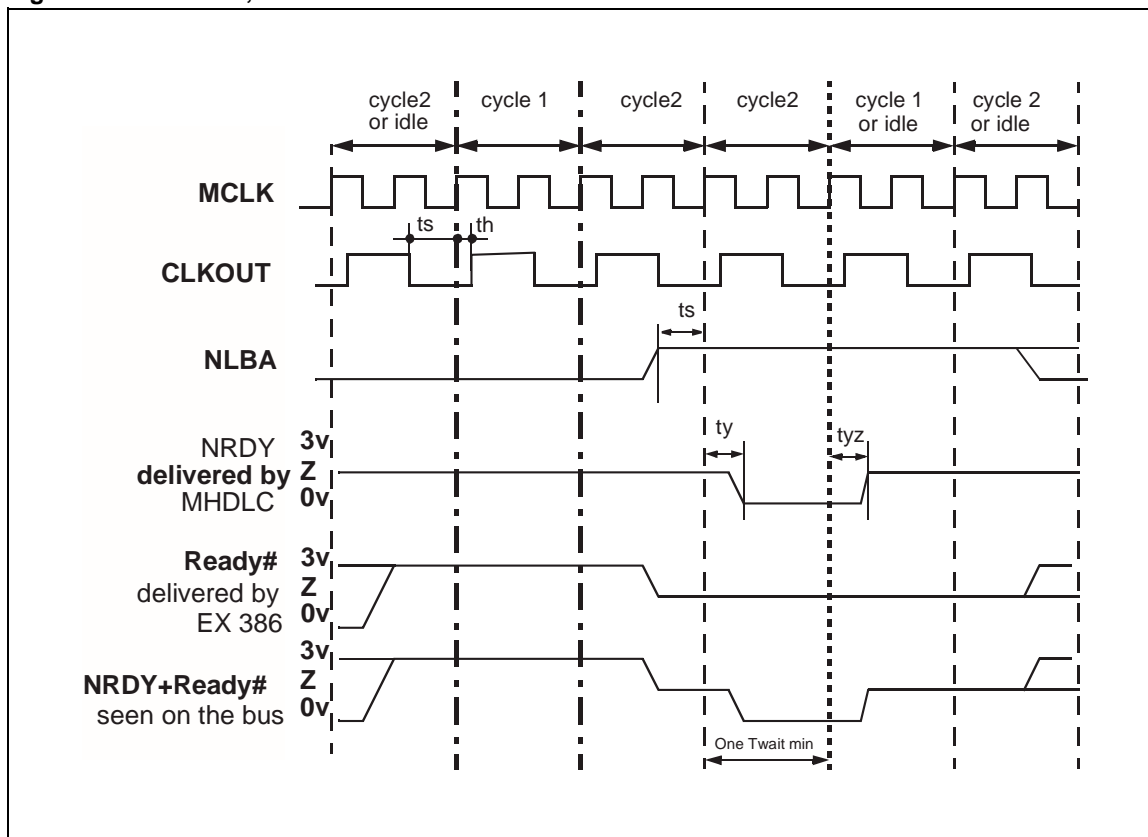 cycle2
or idle
cycle 1
cycle2
cycle2
cycle 1
or idle
cycle 2
or idle
MCLK
ts
th
CLKOUT
ts
NLBA
ty
tyz
NRDY
delivered by
MHDLC
3v
Z
0v
Ready#
delivered by
EX 386
3v
Z
0v
NRDY+Ready#
seen on the bus
3v
Z
0v
One Twait min